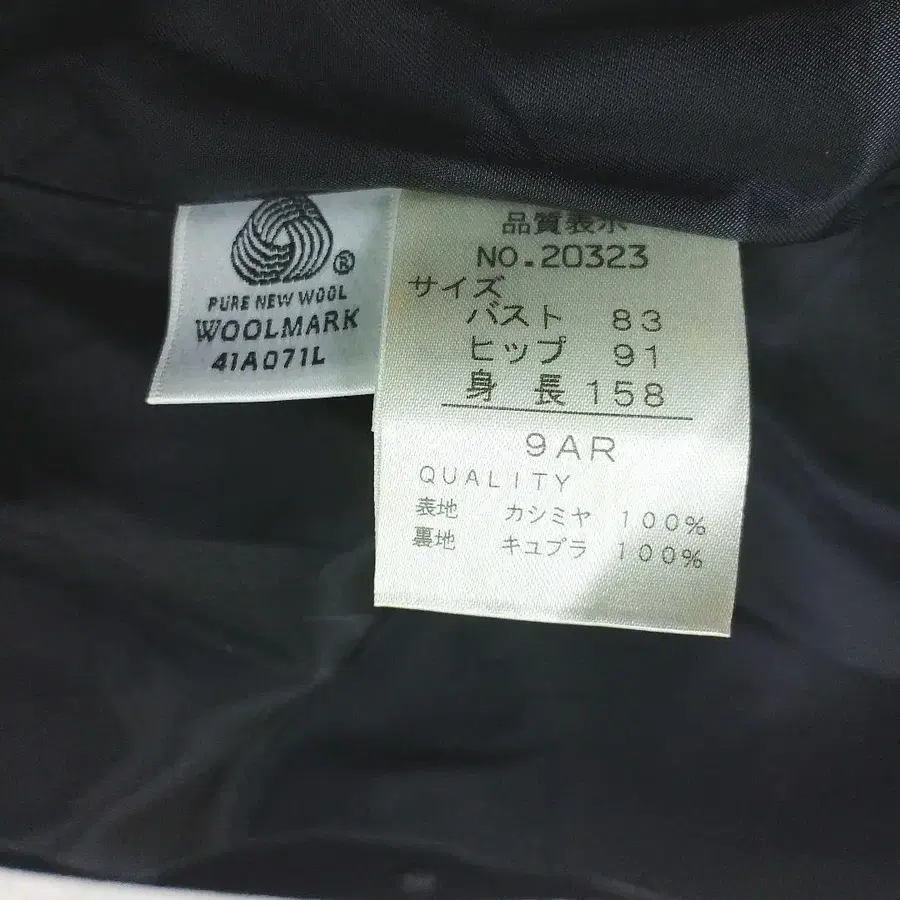 PURE NEW WOOL
WOOLMARK
41A071L
品質表示
NO.20323
サイズ
バスト 83
ヒップ 91
身 長 158
9AR
QUALITY
表地 カシミヤ 100%
裏地 キュプラ 100%